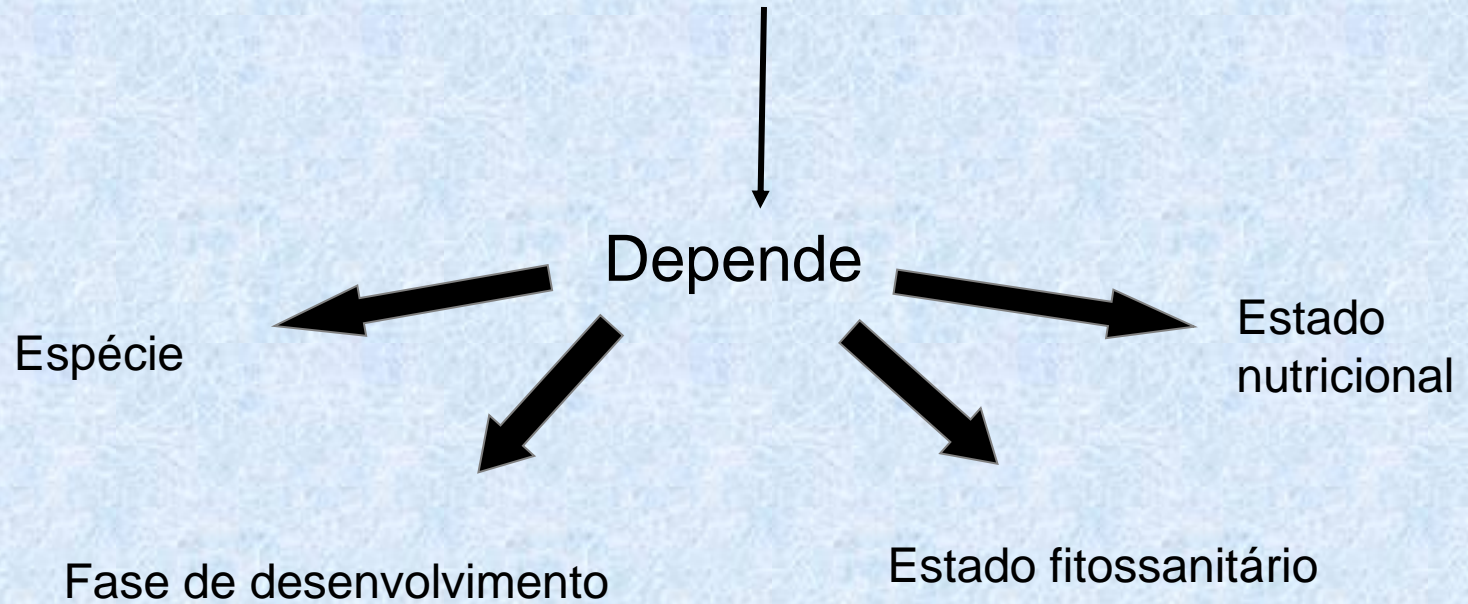 Depende
Espécie
Estado
nutricional
Fase de desenvolvimento
Estado fitossanitário